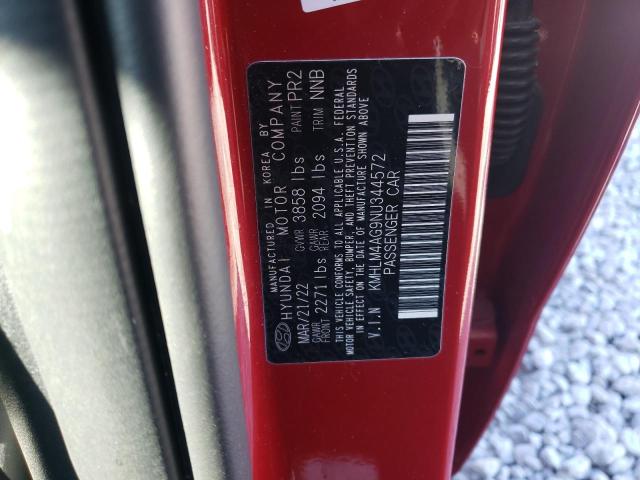 MANUFACTURED IN KOREA BY
HYUNDAI MOTOR COMPANY
MAR/21/22 GVWR 3858 lbs PAINT PR2
GAWR FRONT 2271 lbs GAWR REAR 2094 lbs TRIM NNB
THIS VEHICLE CONFORMS TO ALL APPLICABLE U.S.A. FEDERAL
MOTOR VEHICLE SAFETY, BUMPER, AND THEFT PREVENTION STANDARDS
IN EFFECT ON THE DATE OF MANUFACTURE SHOWN ABOVE
V.I.N KMHLM4AG9NU344572
PASSENGER CAR